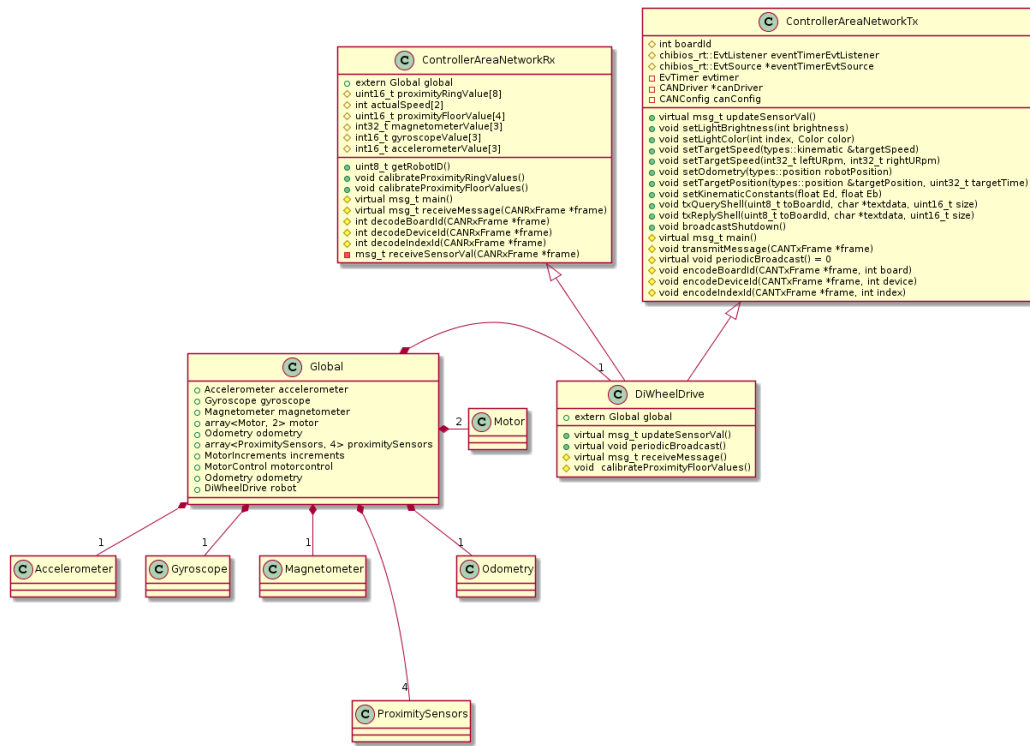 C ControllerAreaNetworkTx
int boardId
chibios_rt::EvtListener eventTimerEvtListener
chibios_rt::EvtSource *eventTimerEvtSource
EvTimer evtimer
CANDriver *canDriver
CANConfig canConfig
virtual msg_t updateSensorVal()
void setLightBrightness(int brightness)
void setLightColor(int index, Color color)
void setTargetSpeed(types::kinematic &targetSpeed)
void setTargetSpeed(int32_t leftURpm, int32_t rightURpm)
void setOdometry(types::position robotPosition)
void setTargetPosition(types::position &targetPosition, uint32_t targetTime)
void setKinematicConstants(float Ed, float Eb)
void txQueryShell(uint8_t toBoardId, char *textdata, uint16_t size)
void txReplyShell(uint8_t toBoardId, char *textdata, uint16_t size)
void broadcastShutdown()
virtual msg_t main()
void transmitMessage(CANTxFrame *frame)
virtual void periodicBroadcast() = 0
void encodeBoardId(CANTxFrame *frame, int board)
void encodeDeviceId(CANTxFrame *frame, int device)
void encodeIndexId(CANTxFrame *frame, int index)
C ControllerAreaNetworkRx
extern Global global
uint16_t proximityRingValue[8]
int actualSpeed[2]
uint16_t proximityFloorValue[4]
int32_t magnetometerValue[3]
int16_t gyroscopeValue[3]
int16_t accelerometerValue[3]
uint8_t getRobotID()
void calibrateProximityRingValues()
void calibrateProximityFloorValues()
virtual msg_t main()
virtual msg_t receiveMessage(CANRxFrame *frame)
int decodeBoardId(CANRxFrame *frame)
int decodeDeviceId(CANRxFrame *frame)
int decodeIndexId(CANRxFrame *frame)
msg_t receiveSensorVal(CANRxFrame *frame)
C Global
Accelerometer accelerometer
Gyroscope gyroscope
Magnetometer magnetometer
array<Motor, 2> motor
Odometry odometry
array<ProximitySensors, 4> proximitySensors
MotorIncrements increments
MotorControl motorcontrol
Odometry odometry
DiWheelDrive robot
1
C DiWheelDrive
extern Global global
virtual msg_t updateSensorVal()
virtual void periodicBroadcast()
virtual msg_t receiveMessage()
void calibrateProximityFloorValues()
2
C Motor
1
1
1
1
C Accelerometer
C Gyroscope
C Magnetometer
C Odometry
4
C ProximitySensors